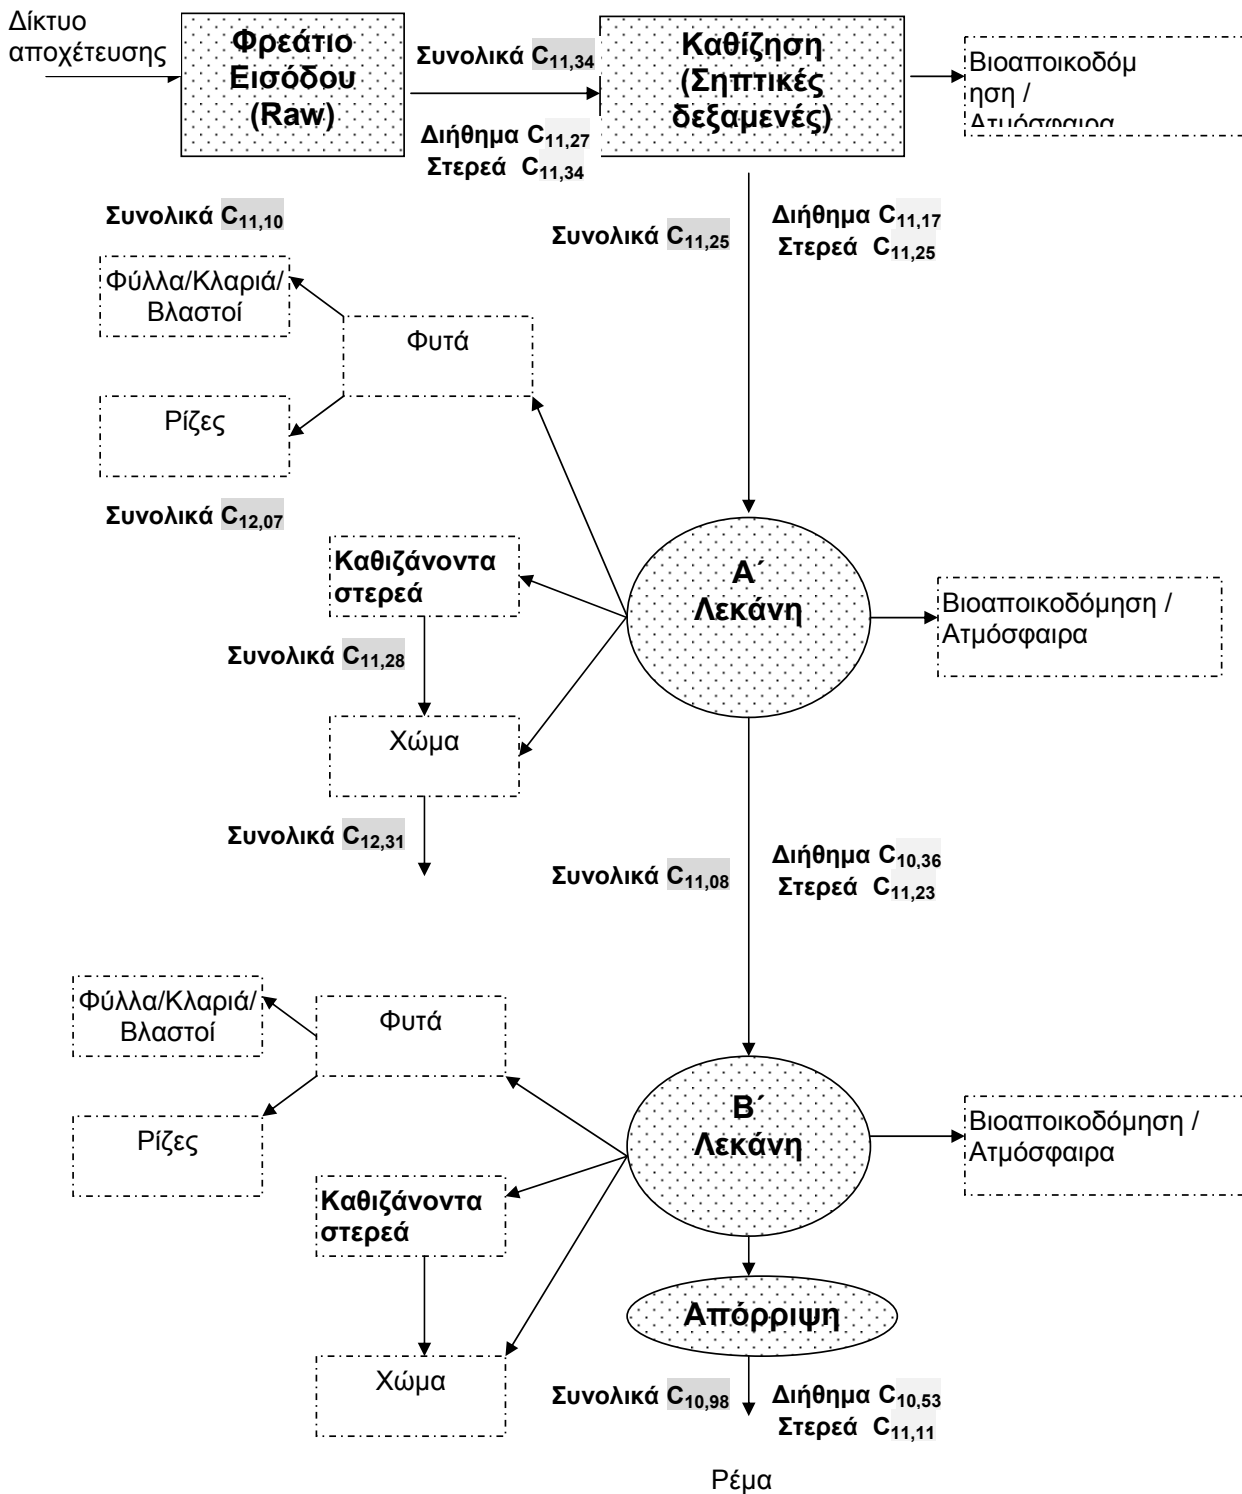 Δίκτυο
αποχέτευσης
Φρεάτιο
Εισόδου
(Raw)
Συνολικά C11,34
Διήθημα C11,27
Στερεά C11,34
Καθίζηση
(Σηπτικές
δεξαμενές)
Βιοαποικοδόμ
ηση /
Ατμόσφαιρα
Συνολικά C11,10
Συνολικά C11,25
Διήθημα C11,17
Στερεά C11,25
Φύλλα/Κλαριά/
Βλαστοί
Φυτά
Ρίζες
Συνολικά C12,07
Καθιζάνοντα
στερεά
Α΄
Λεκάνη
Βιοαποικοδόμηση /
Ατμόσφαιρα
Συνολικά C11,28
Χώμα
Συνολικά C12,31
Συνολικά C11,08
Διήθημα C10,36
Στερεά C11,23
Φύλλα/Κλαριά/
Βλαστοί
Φυτά
Ρίζες
Β΄
Λεκάνη
Βιοαποικοδόμηση /
Ατμόσφαιρα
Καθιζάνοντα
στερεά
Απόρριψη
Χώμα
Συνολικά C10,98
Διήθημα C10,53
Στερεά C11,11
Ρέμα